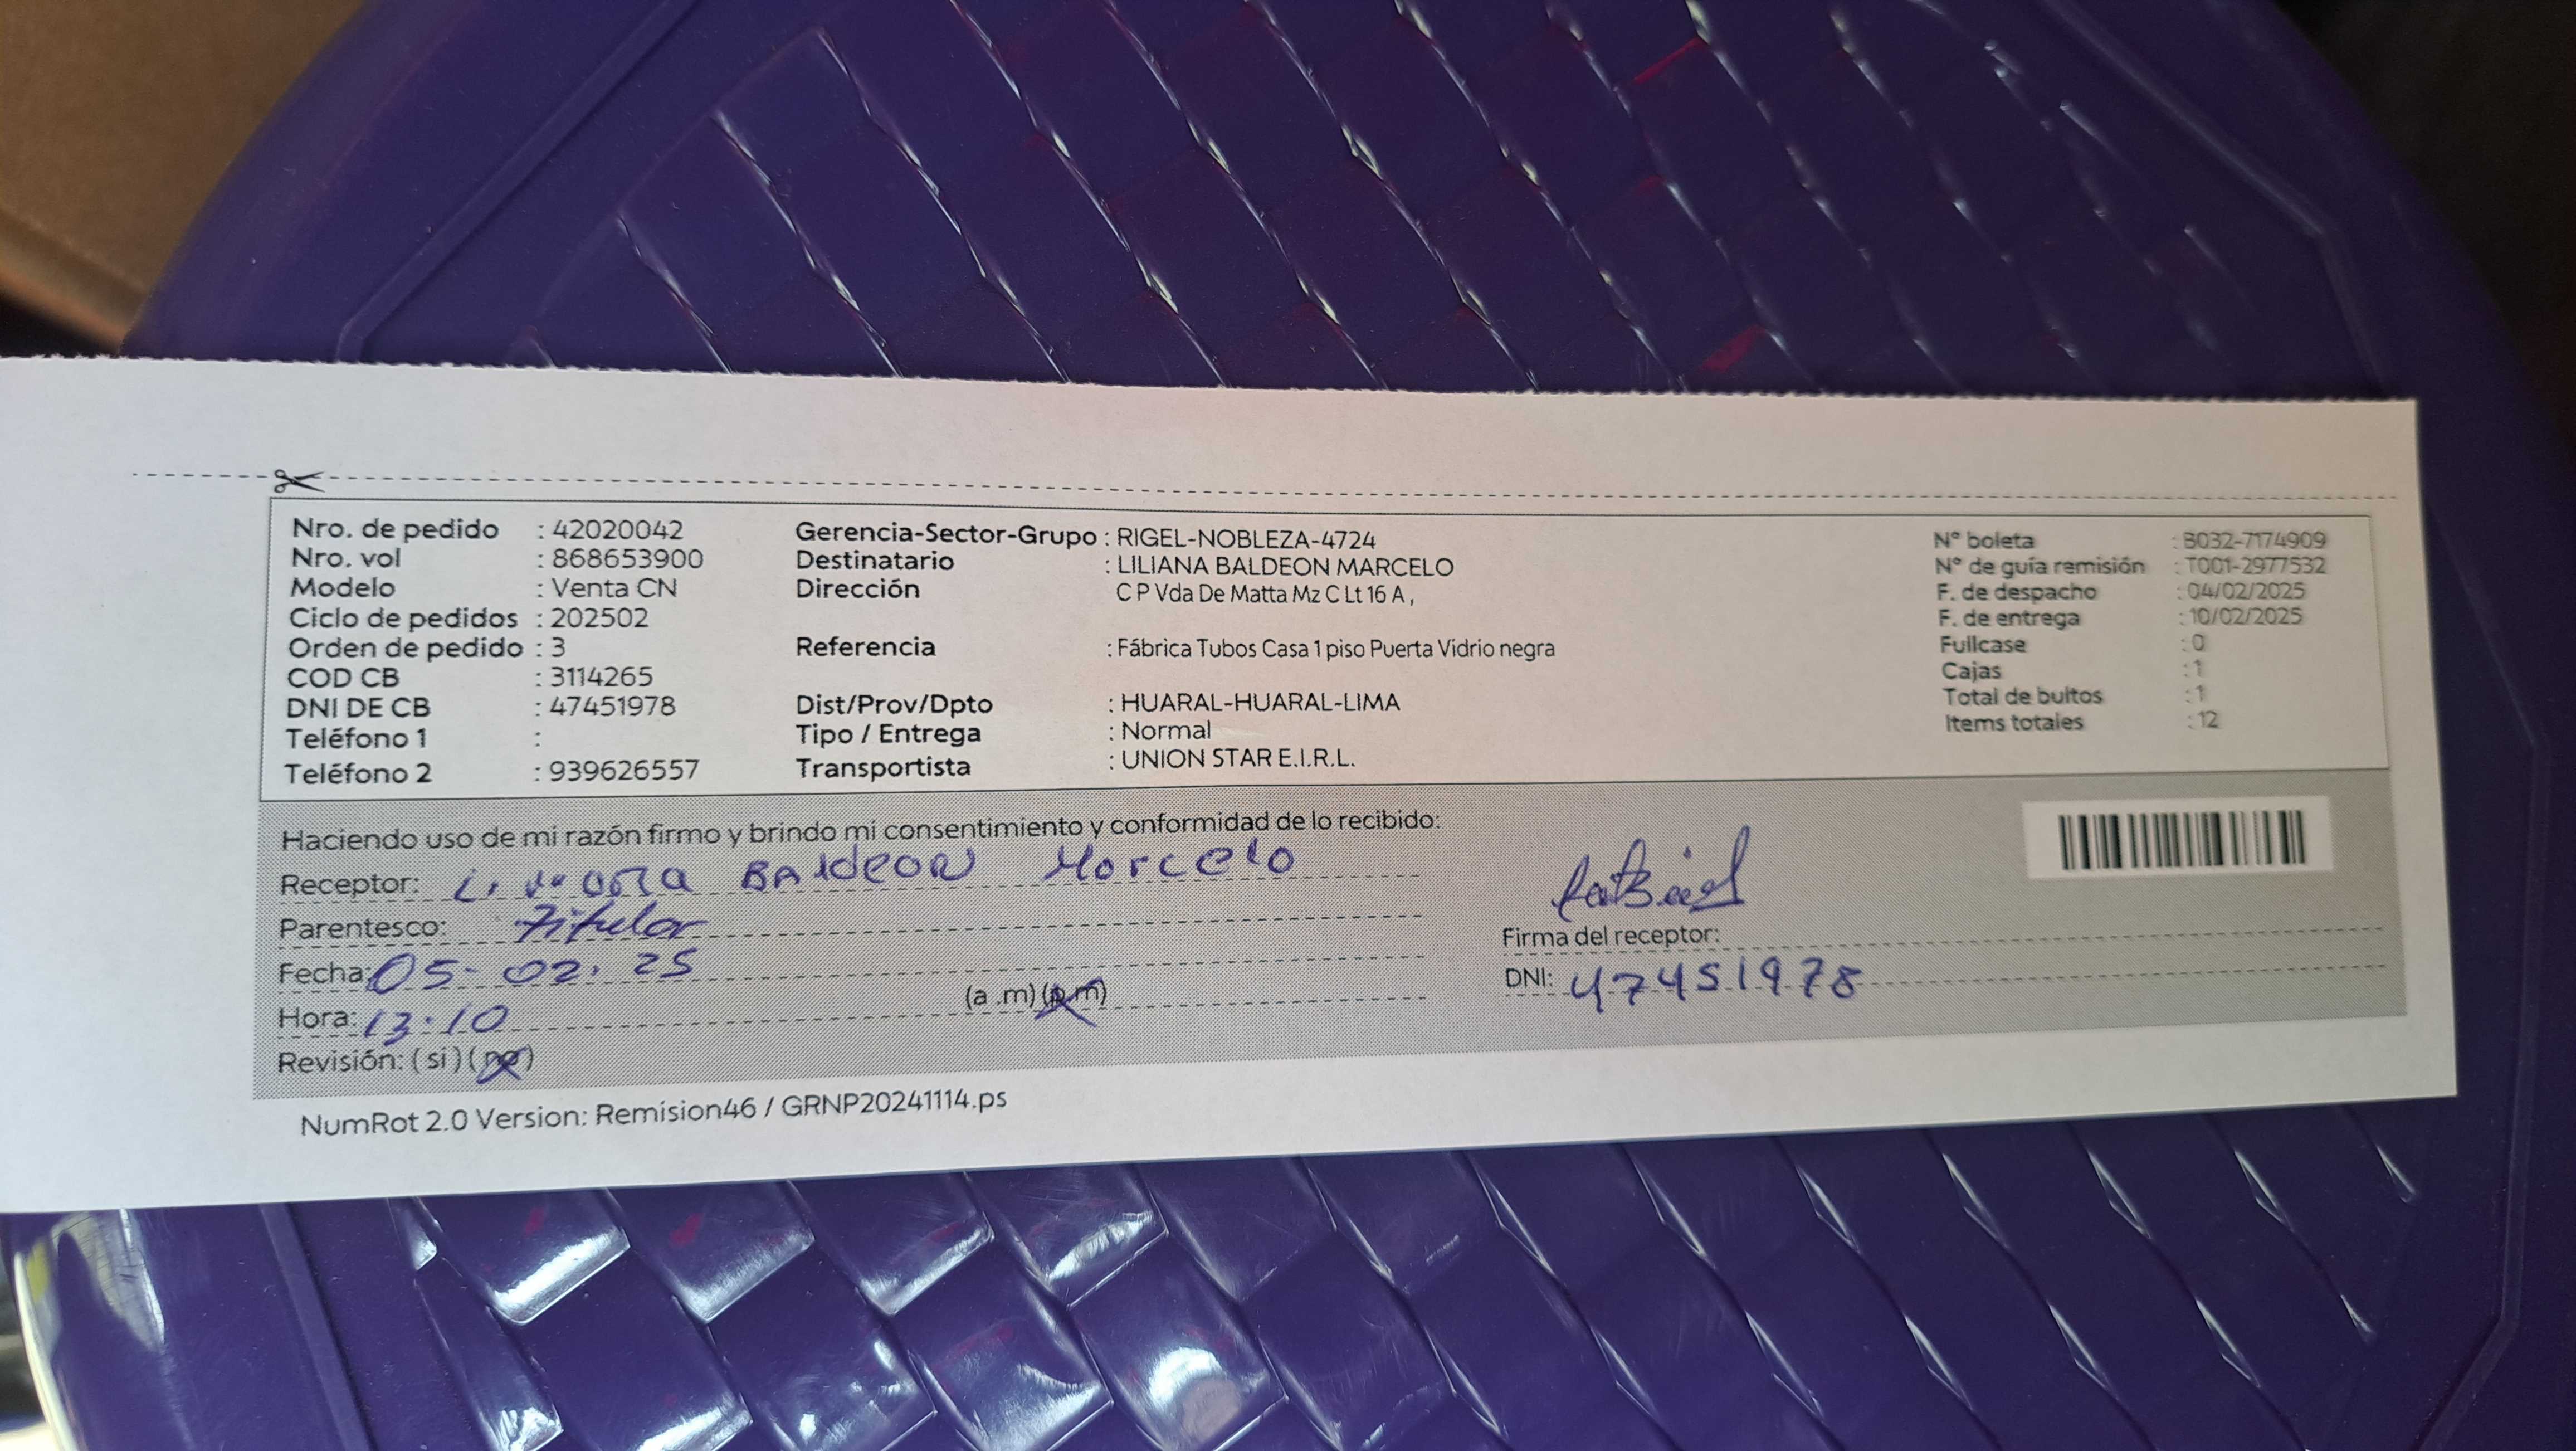 Nro. de pedido : 42020042
Nro. vol : 868653900
Modelo : Venta CN
Ciclo de pedidos : 202502
Orden de pedido : 3
COD CB : 3114265
DNI DE CB : 47451978
Teléfono 1 :
Teléfono 2 : 939626557
Gerencia-Sector-Grupo : RIGEL-NOBLEZA-4724
Destinatario : LILIANA BALDEON MARCELO
Dirección C P Vda De Matta Mz C Lt 16 A ,
Referencia : Fábrica Tubos Casa 1 piso Puerta Vidrio negra
Dist/Prov/Dpto : HUARAL-HUARAL-LIMA
Tipo / Entrega : Normal
Transportista : UNION STAR E.I.R.L.
N° boleta : B032-7174909
N° de guía remisión : T001-2977532
F. de despacho : 04/02/2025
F. de entrega : 10/02/2025
Fullcase : 0
Cajas : 1
Total de bultos : 1
Items totales : 12
Haciendo uso de mi razón firmo y brindo mi consentimiento y conformidad de lo recibido:
Receptor: Baldeon Marcelo
Parentesco: Titular
Fecha: 05-02.25
Hora: 13.10 (a .m) (p.m)
Revisión: (si) (no)
Firma del receptor:
DNI: 47451978
NumRot 2.0 Version: Remision46 / GRNP20241114.ps